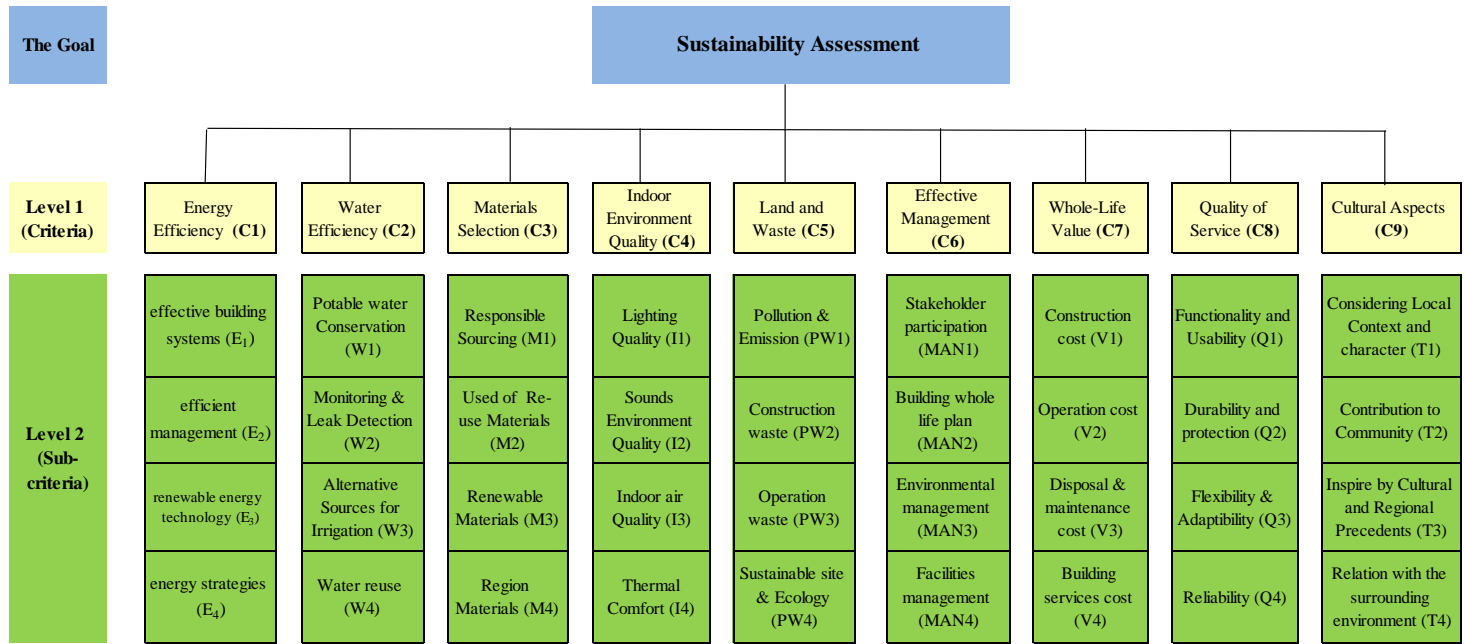 The Goal
Sustainability Assessment
Level 1
(Criteria)
Energy
Efficiency (C1)
Water
Efficiency (C2)
Materials
Selection (C3)
Indoor
Environment
Quality (C4)
Land and
Waste (C5)
Effective
Management
(C6)
Whole-Life
Value (C7)
Quality of
Service (C8)
Cultural Aspects
(C9)
Level 2
(Sub-
criteria)
effective building
systems (E1)
Potable water
Conservation
(W1)
Responsible
Sourcing (M1)
Lighting
Quality (I1)
Pollution &
Emission (PW1)
Stakeholder
participation
(MAN1)
Construction
cost (V1)
Functionality and
Usability (Q1)
Considering Local
Context and
character (T1)
efficient
management (E2)
Monitoring &
Leak Detection
(W2)
Used of Re-
use Materials
(M2)
Sounds
Environment
Quality (I2)
Construction
waste (PW2)
Building whole
life plan
(MAN2)
Operation cost
(V2)
Durability and
protection (Q2)
Contribution to
Community (T2)
renewable energy
technology (E3)
Alternative
Sources for
Irrigation (W3)
Renewable
Materials (M3)
Indoor air
Quality (I3)
Operation
waste (PW3)
Environmental
management
(MAN3)
Disposal &
maintenance
cost (V3)
Flexibility &
Adaptibility (Q3)
Inspire by Cultural
and Regional
Precedents (T3)
energy strategies
(E4)
Water reuse
(W4)
Region
Materials (M4)
Thermal
Comfort (I4)
Sustainable site
& Ecology
(PW4)
Facilities
management
(MAN4)
Building
services cost
(V4)
Reliability (Q4)
Relation with the
surrounding
environment (T4)